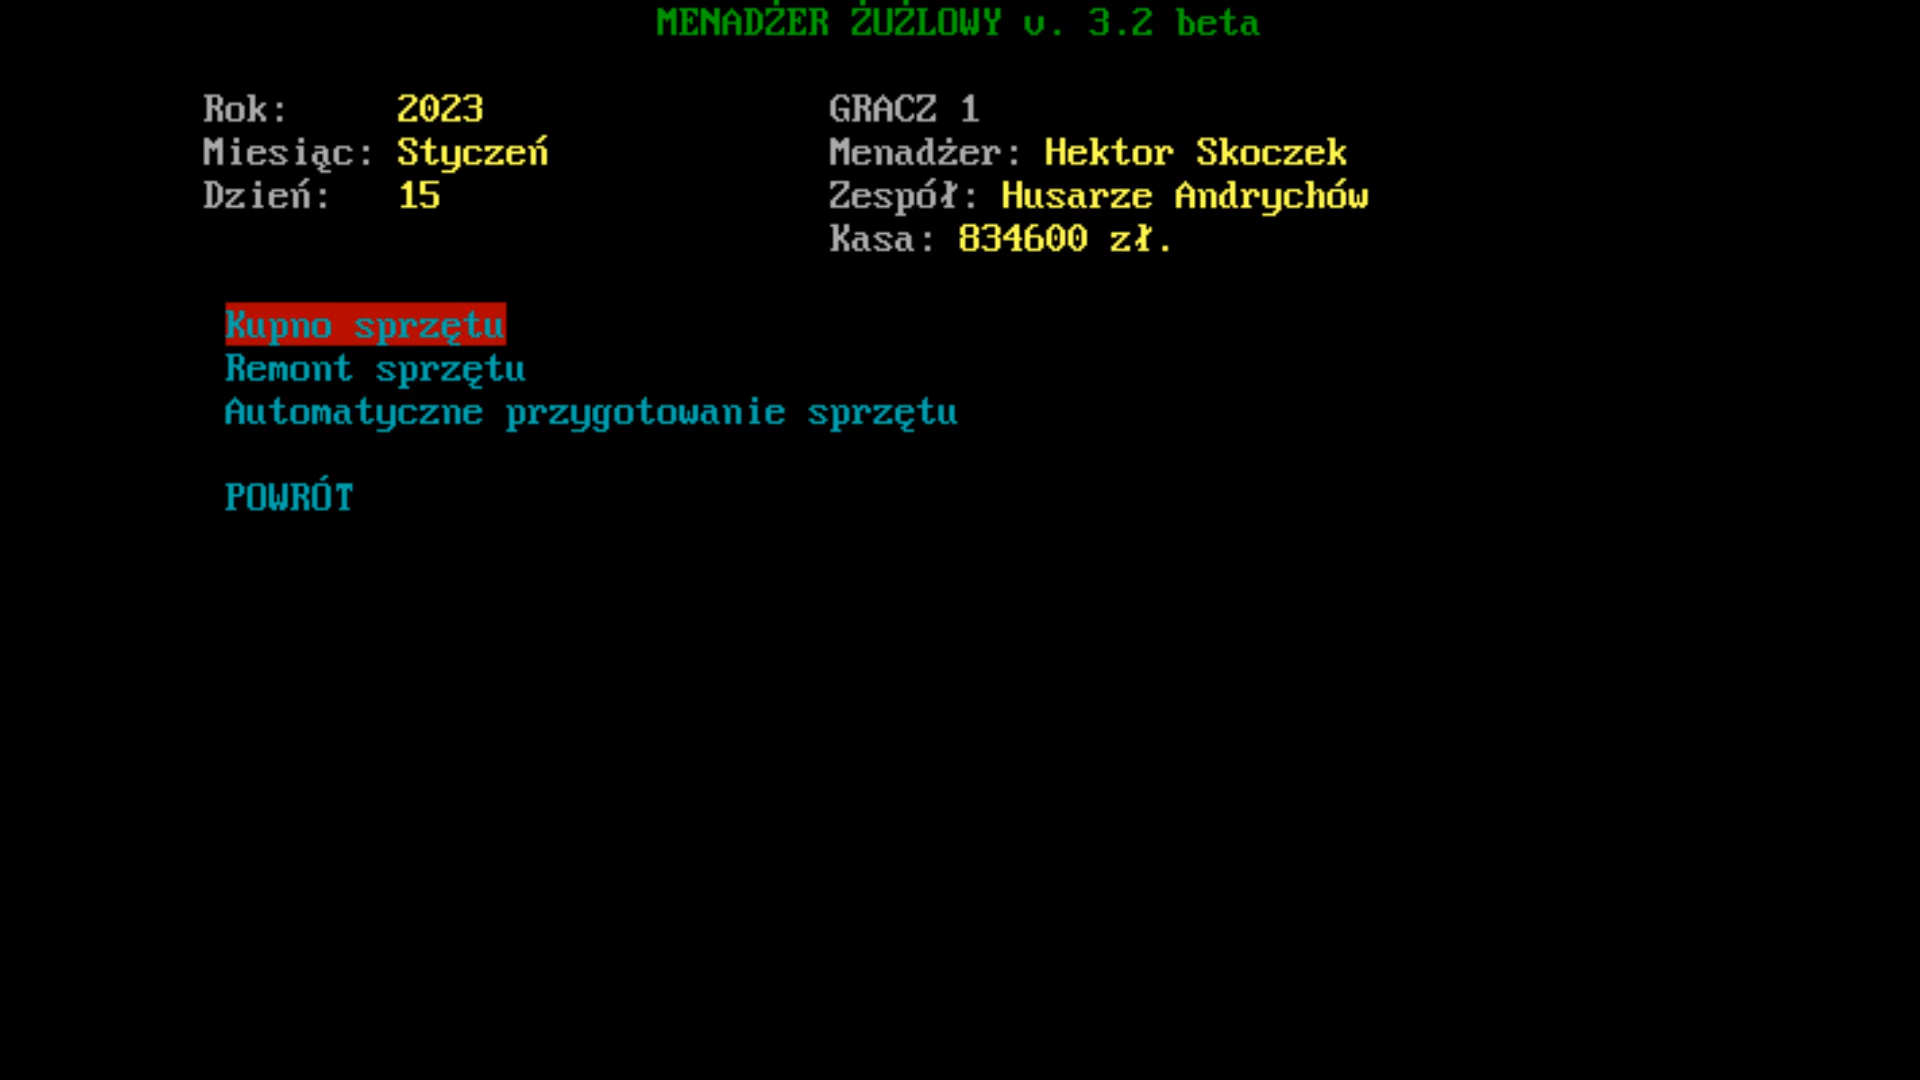 MENADŻER ŻUŻLOWY v. 3.2 beta
Rok: 2023
GRACZ 1
Miesiąc: Styczeń
Menadżer: Hektor Skoczek
Dzień: 15
Zespół: Husarze Andrychów
Kasa: 834600 zł.
Kupno sprzętu
Remont sprzętu
Automatyczne przygotowanie sprzętu
POWRÓT